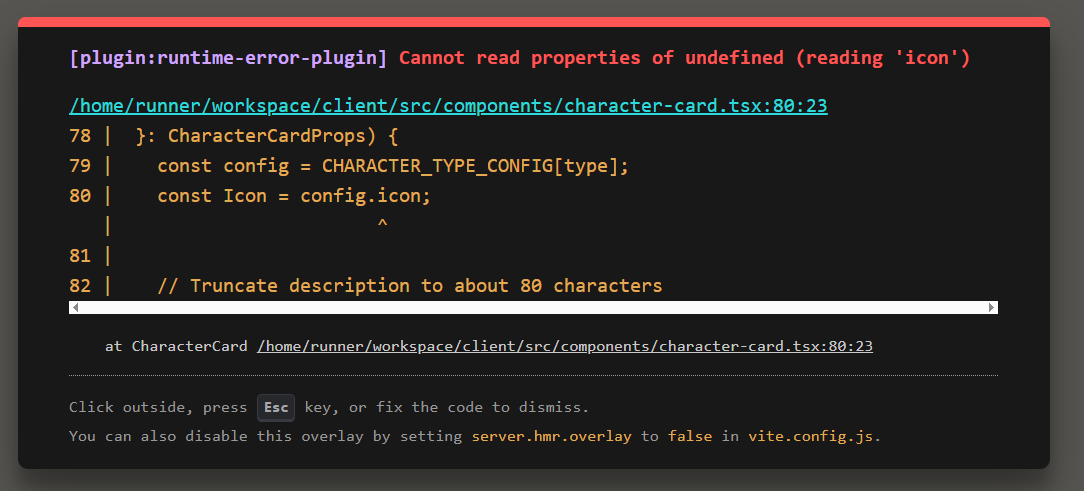 [plugin:runtime-error-plugin] Cannot read properties of undefined (reading 'icon')
/home/runner/workspace/client/src/components/character-card.tsx:80:23
78 |  }: CharacterCardProps) {
79 |    const config = CHARACTER_TYPE_CONFIG[type];
80 |    const Icon = config.icon;
   |                        ^
81 |
82 |    // Truncate description to about 80 characters
at CharacterCard /home/runner/workspace/client/src/components/character-card.tsx:80:23
Click outside, press Esc key, or fix the code to dismiss.
You can also disable this overlay by setting server.hmr.overlay to false in vite.config.js.